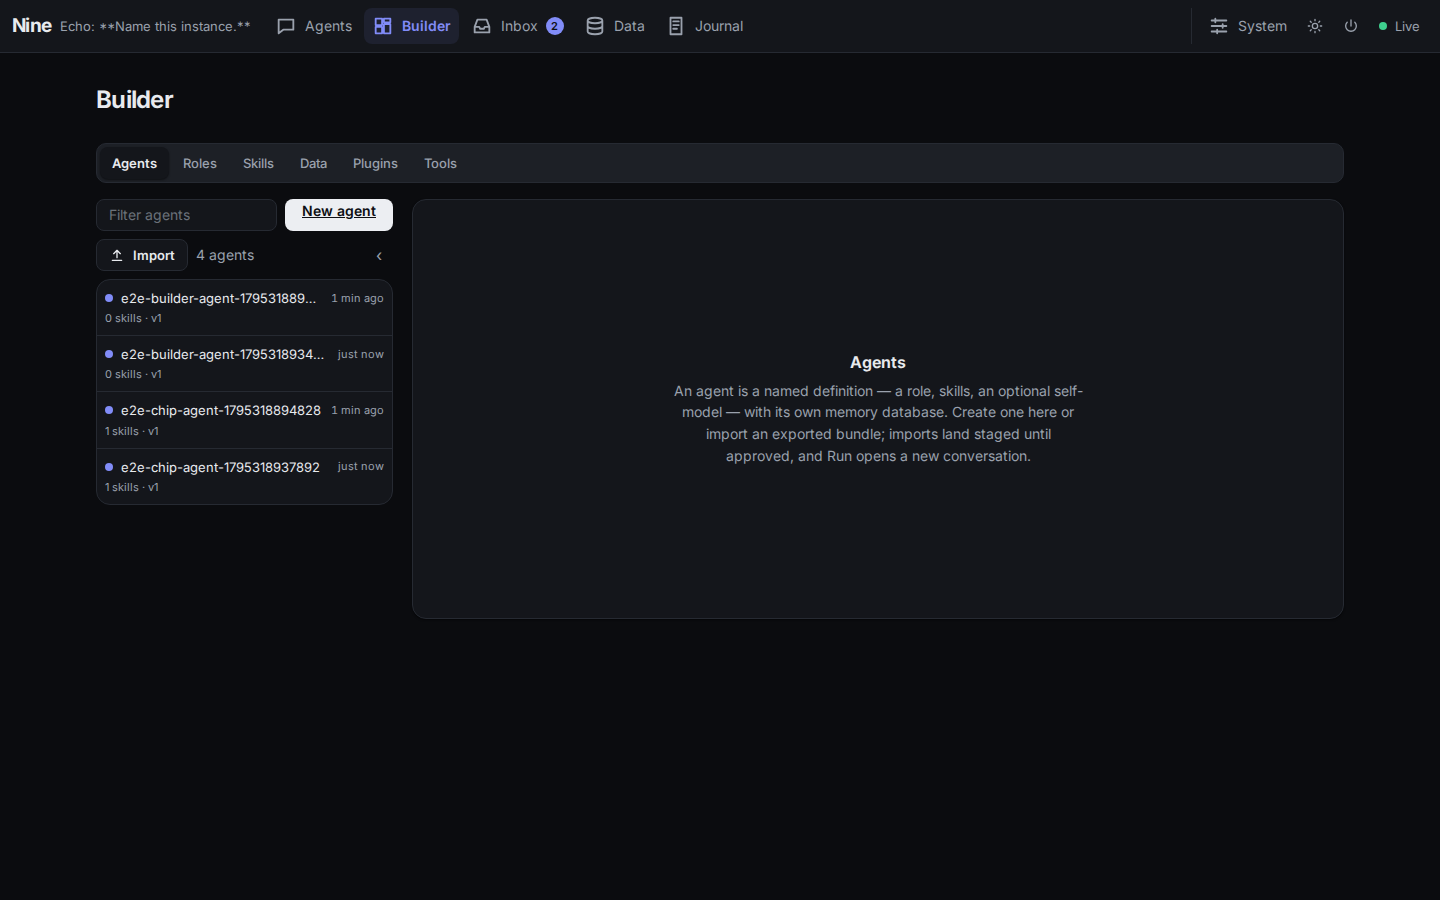 Nine Echo: **Name this instance.** Agents Builder Inbox 2 Data Journal System Live
Builder
Agents Roles Skills Data Plugins Tools
Filter agents New agent
Import 4 agents
e2e-builder-agent-179531889... 1 min ago
0 skills · v1
e2e-builder-agent-1795318934... just now
0 skills · v1
e2e-chip-agent-1795318894828 1 min ago
1 skills · v1
e2e-chip-agent-1795318937892 just now
1 skills · v1
Agents
An agent is a named definition — a role, skills, an optional self-
model — with its own memory database. Create one here or
import an exported bundle; imports land staged until
approved, and Run opens a new conversation.